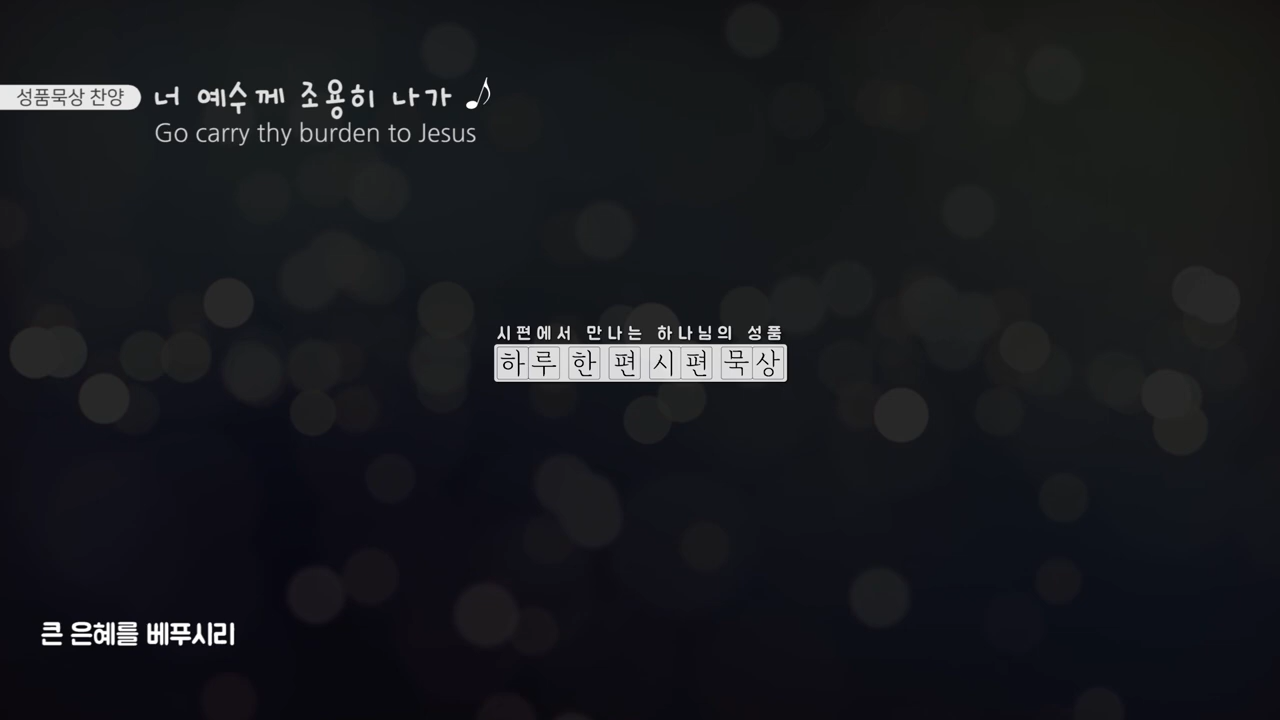 성품묵상 찬양 너 예수께 조용히 나가
Go carry thy burden to Jesus
시편에서 만나는 하나님의 성품
하루 한 편 시편 묵상
큰 은혜를 베푸시리